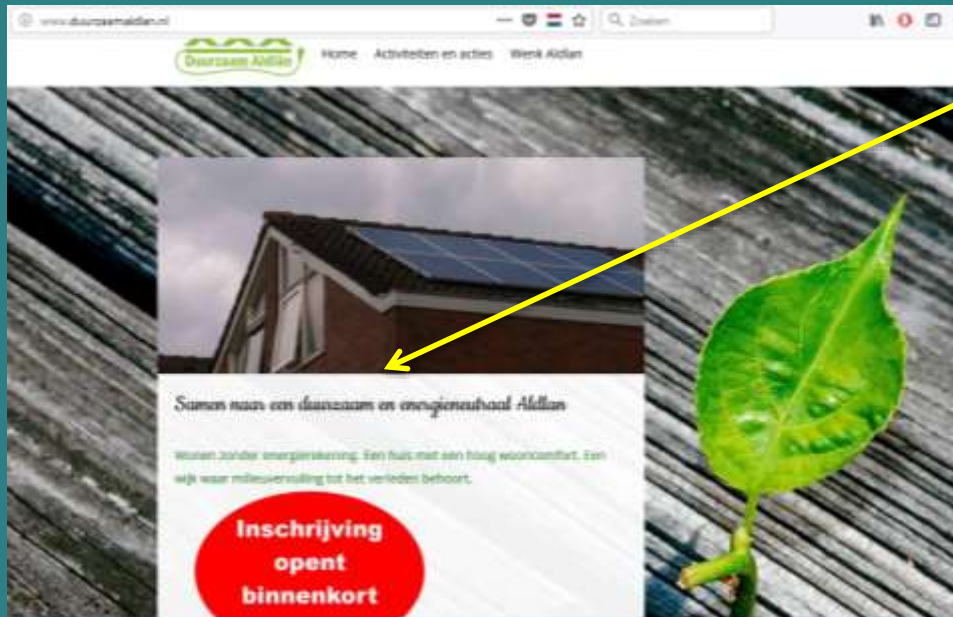 www.duurzaamaldlan.nl
Zoeken
Duurzaam Aldlân
Home Activiteiten en acties Wenk Aldlan
Samen naar een duurzaam en energieneutraal Aldlan
Wonen zonder energierekening. Een huis met een hoog wooncomfort. Een
wijk waar milieuvervuiling tot het verleden behoort.
Inschrijving
opent
binnenkort